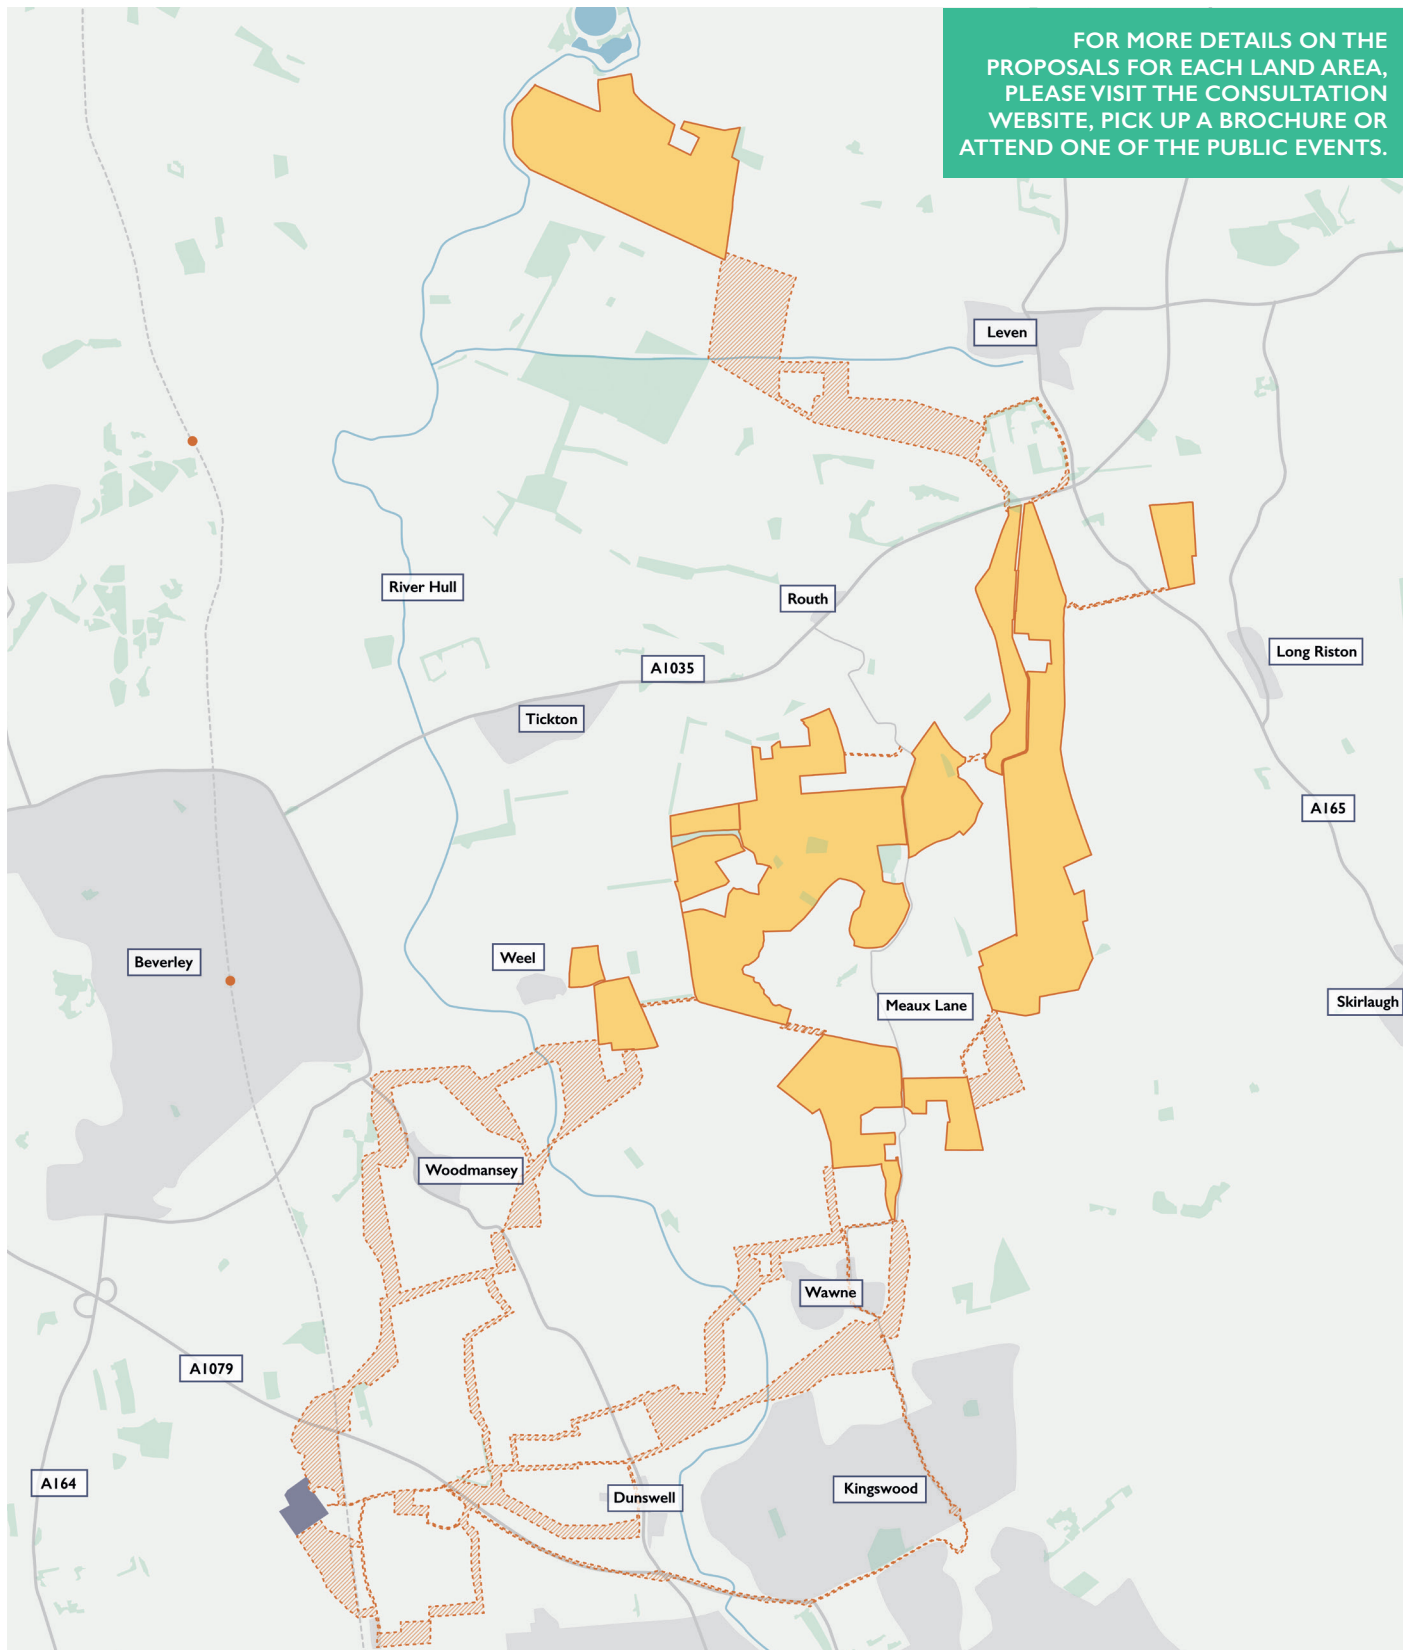 FOR MORE DETAILS ON THE
PROPOSALS FOR EACH LAND AREA,
PLEASE VISIT THE CONSULTATION
WEBSITE, PICK UP A BROCHURE OR
ATTEND ONE OF THE PUBLIC EVENTS.
Leven
River Hull
Routh
Long Riston
A1035
Tickton
A165
Weel
Beverley
Meaux Lane
Skirlaugh
Woodmansey
Wawne
A1079
A164
Kingswood
Dunswell